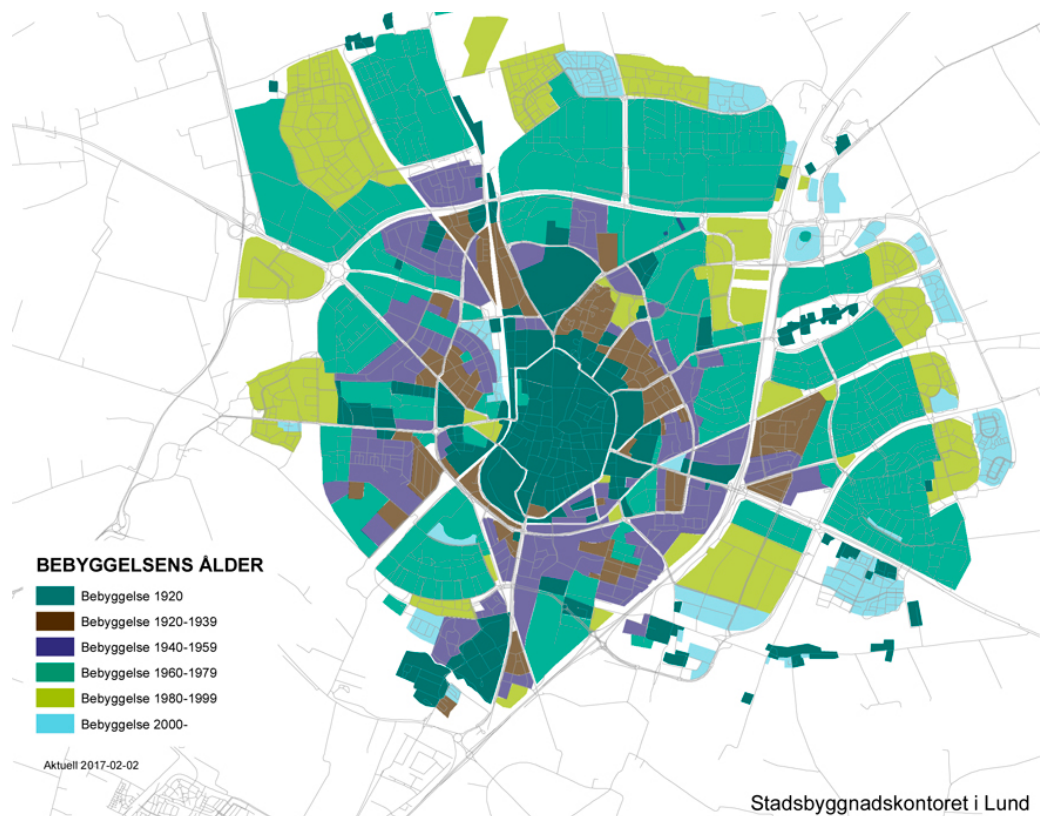 BEBYGGELSENS ÅLDER
Bebyggelse 1920
Bebyggelse 1920-1939
Bebyggelse 1940-1959
Bebyggelse 1960-1979
Bebyggelse 1980-1999
Bebyggelse 2000-
Aktuell 2017-02-02
Stadsbyggnadskontoret i Lund